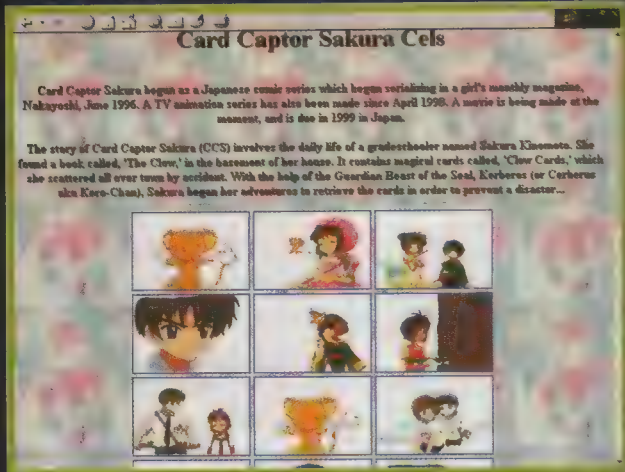 Card Captor Sakura Cels
Card Captor Sakura began as a Japanese comic series which began serializing in a girl's monthly magazine,
Nakayoshi, June 1996. A TV animation series has also been made since April 1998. A movie is being made at the
moment, and is due in 1999 in Japan.
The story of Card Captor Sakura (CCS) involves the daily life of a gradeschooler named Sakura Kinomoto. She
found a book called, 'The Clow,' in the basement of her house. It contains magical cards called, 'Clow Cards,' which
she scattered all over town by accident. With the help of the Guardian Beast of the Seal, Kerberos (or Cerberus
aka Kero-Chan), Sakura began her adventures to retrieve the cards in order to prevent a disaster...